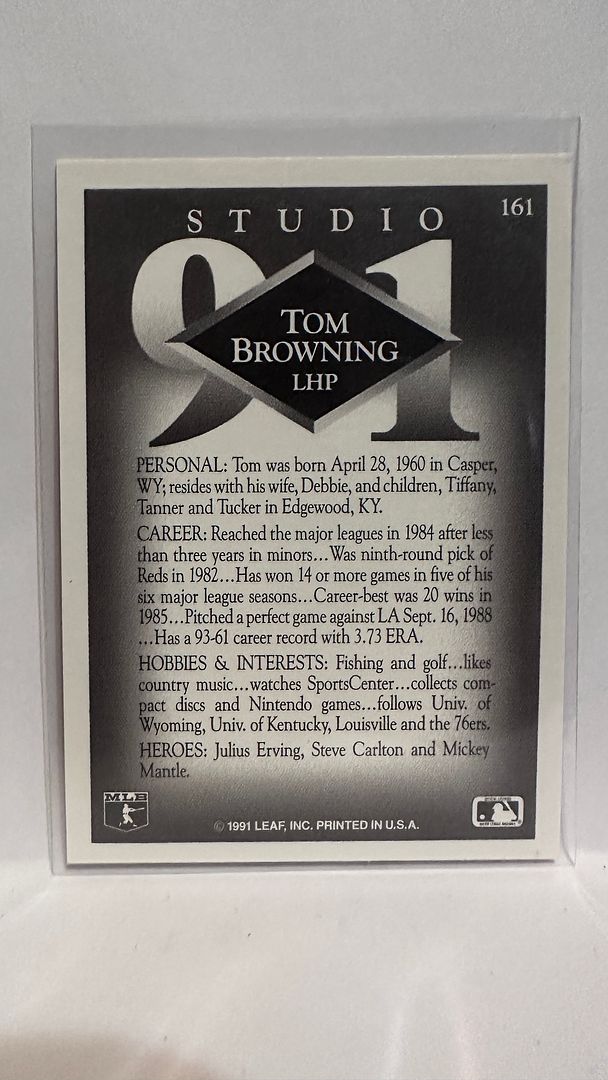 161
STUDIO
91
TOM
BROWNING
LHP
PERSONAL: Tom was born April 28, 1960 in Casper,
WY; resides with his wife, Debbie, and children, Tiffany,
Tanner and Tucker in Edgewood, KY.
CAREER: Reached the major leagues in 1984 after less
than three years in minors...Was ninth-round pick of
Reds in 1982...Has won 14 or more games in five of his
six major league seasons...Career-best was 20 wins in
1985...Pitched a perfect game against LA Sept. 16, 1988
...Has a 93-61 career record with 3.73 ERA.
HOBBIES & INTERESTS: Fishing and golf...likes
country music...watches SportsCenter...collects com-
pact discs and Nintendo games...follows Univ. of
Wyoming, Univ. of Kentucky, Louisville and the 76ers.
HEROES: Julius Erving, Steve Carlton and Mickey
Mantle.
MLB
© 1991 LEAF, INC. PRINTED IN U.S.A.